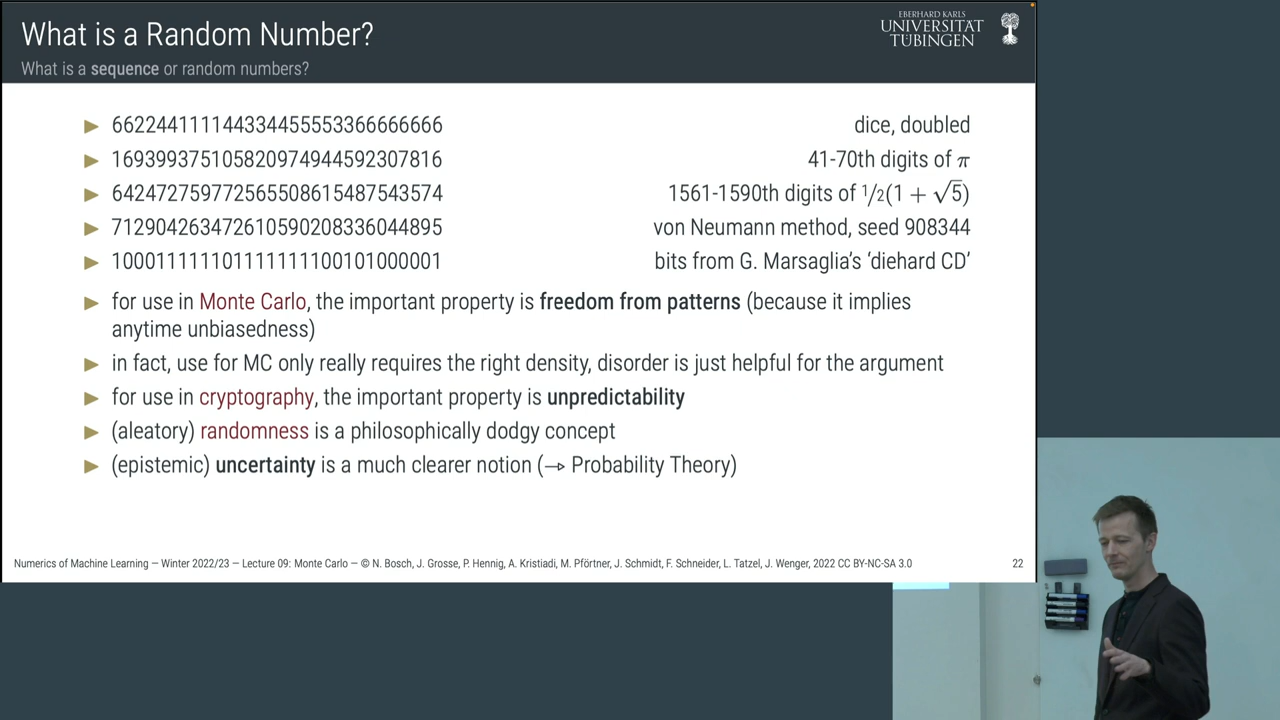 What is a Random Number?
What is a sequence or random numbers?
EBERHARD KARLS
UNIVERSITÄT
TÜBINGEN
662244111144334455553366666666 dice, doubled
169399375105820974944592307816 41-70th digits of π
642472759772565508615487543574 1561-1590th digits of 1/2(1 + √5)
712904263472610590208336044895 von Neumann method, seed 908344
100011111101111111100101000001 bits from G. Marsaglia's 'diehard CD'
for use in Monte Carlo, the important property is freedom from patterns (because it implies
anytime unbiasedness)
in fact, use for MC only really requires the right density, disorder is just helpful for the argument
for use in cryptography, the important property is unpredictability
(aleatory) randomness is a philosophically dodgy concept
(epistemic) uncertainty is a much clearer notion (→ Probability Theory)
Numerics of Machine Learning — Winter 2022/23 — Lecture 09: Monte Carlo — © N. Bosch, J. Grosse, P. Hennig, A. Kristiadi, M. Pförtner, J. Schmidt, F. Schneider, L. Tatzel, J. Wenger, 2022 CC BY-NC-SA 3.0 22